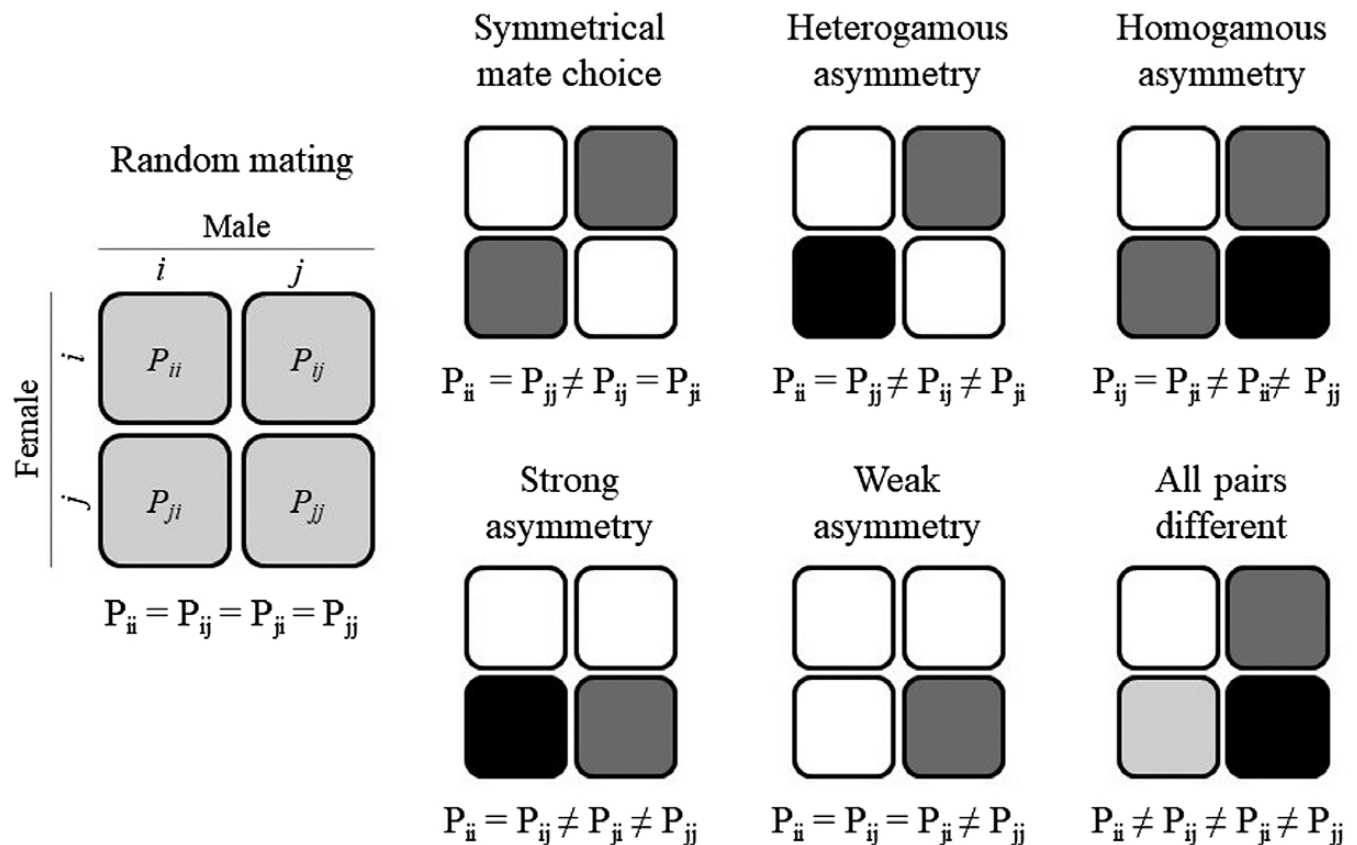 Random mating
Male
i j
Female
i
j
P_ii P_ij
P_ji P_jj
P_ii = P_ij = P_ji = P_jj
Symmetrical
mate choice
P_ii = P_jj ≠ P_ij = P_ji
Heterogamous
asymmetry
P_ii = P_jj ≠ P_ij ≠ P_ji
Homogamous
asymmetry
P_ij = P_ji ≠ P_ii ≠ P_jj
Strong
asymmetry
P_ii = P_ij ≠ P_ji ≠ P_jj
Weak
asymmetry
P_ii = P_ij = P_ji ≠ P_jj
All pairs
different
P_ii ≠ P_ij ≠ P_ji ≠ P_jj